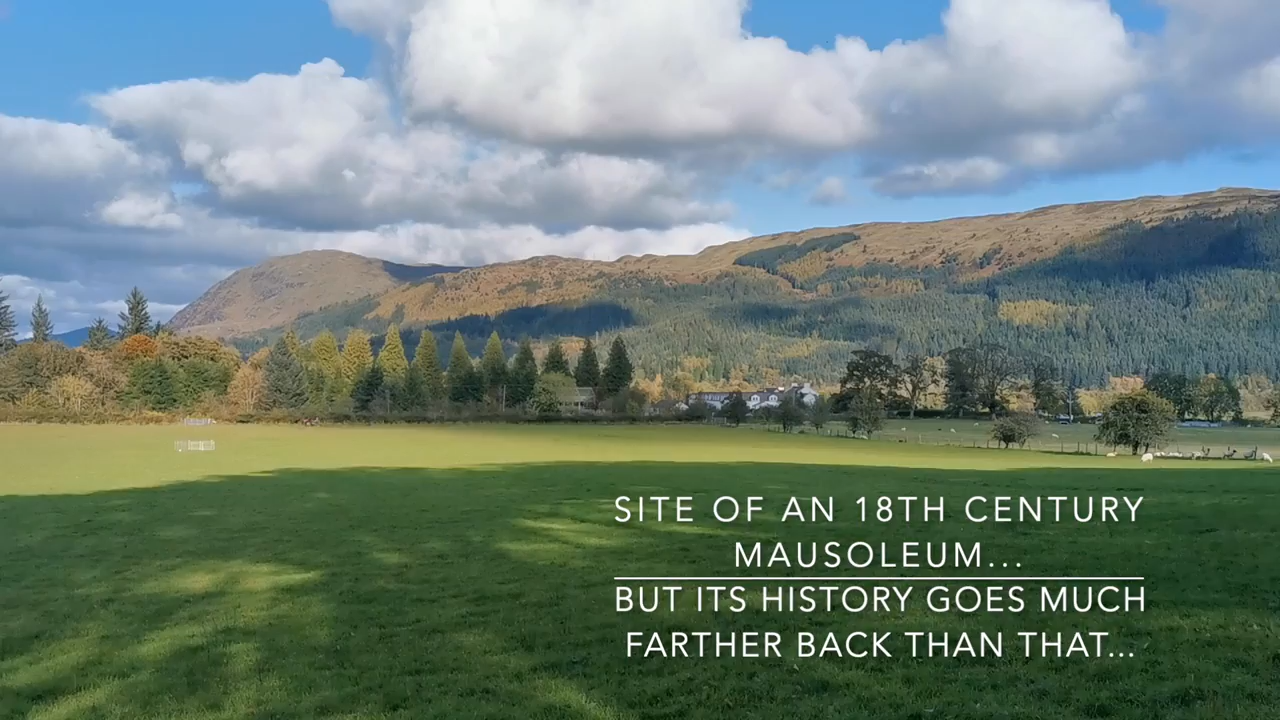 SITE OF AN 18TH CENTURY
MAUSOLEUM...
BUT ITS HISTORY GOES MUCH
FARTHER BACK THAN THAT...